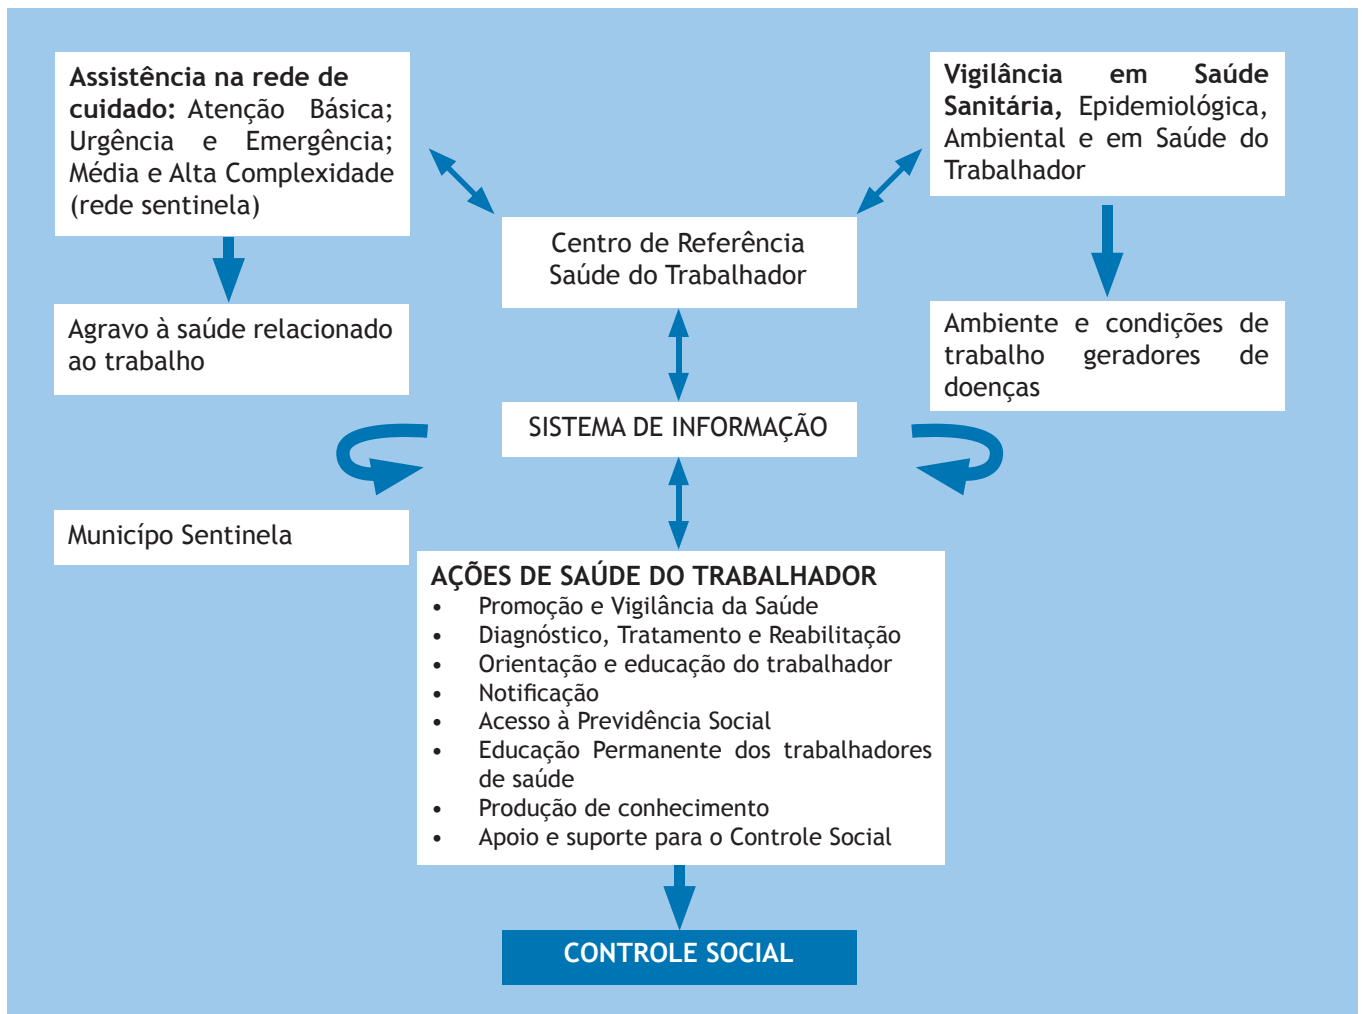 Assistência na rede de
cuidado: Atenção Básica;
Urgência e Emergência;
Média e Alta Complexidade
(rede sentinela)
Vigilância em Saúde
Sanitária, Epidemiológica,
Ambiental e em Saúde do
Trabalhador
Centro de Referência
Saúde do Trabalhador
Agravo à saúde relacionado
ao trabalho
Ambiente e condições de
trabalho geradores de
doenças
SISTEMA DE INFORMAÇÃO
Municípo Sentinela
AÇÕES DE SAÚDE DO TRABALHADOR
• Promoção e Vigilância da Saúde
• Diagnóstico, Tratamento e Reabilitação
• Orientação e educação do trabalhador
• Notificação
• Acesso à Previdência Social
• Educação Permanente dos trabalhadores
de saúde
• Produção de conhecimento
• Apoio e suporte para o Controle Social
CONTROLE SOCIAL